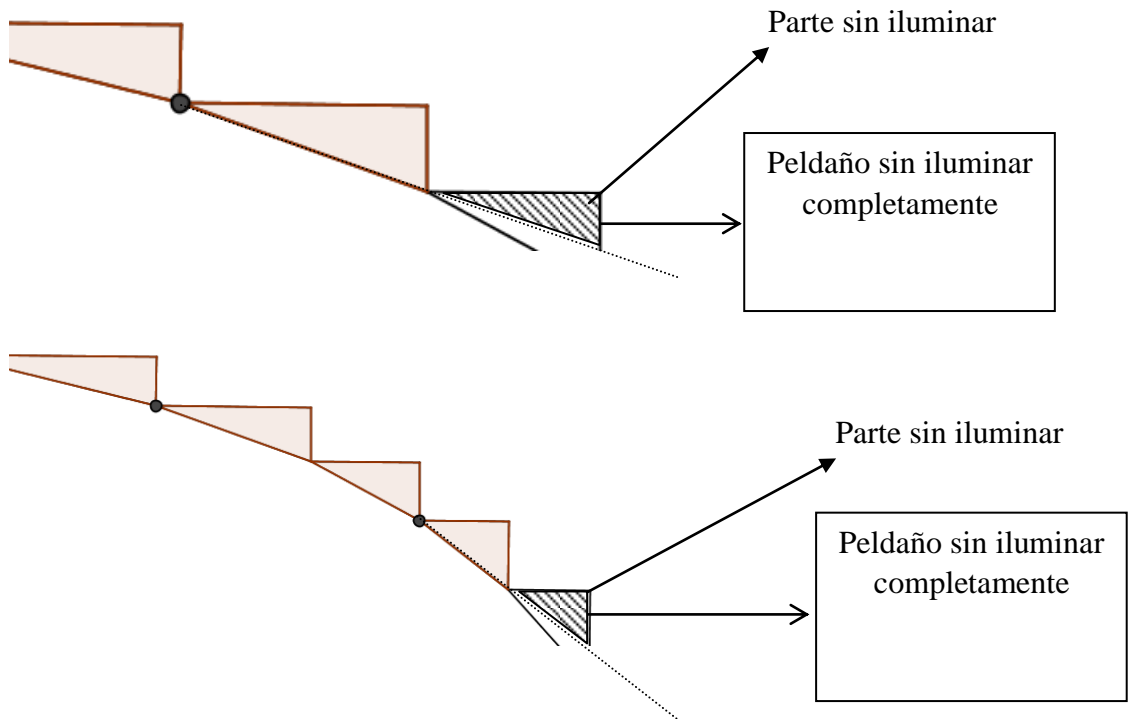 Parte sin iluminar
Peldaño sin iluminar
completamente
Parte sin iluminar
Peldaño sin iluminar
completamente